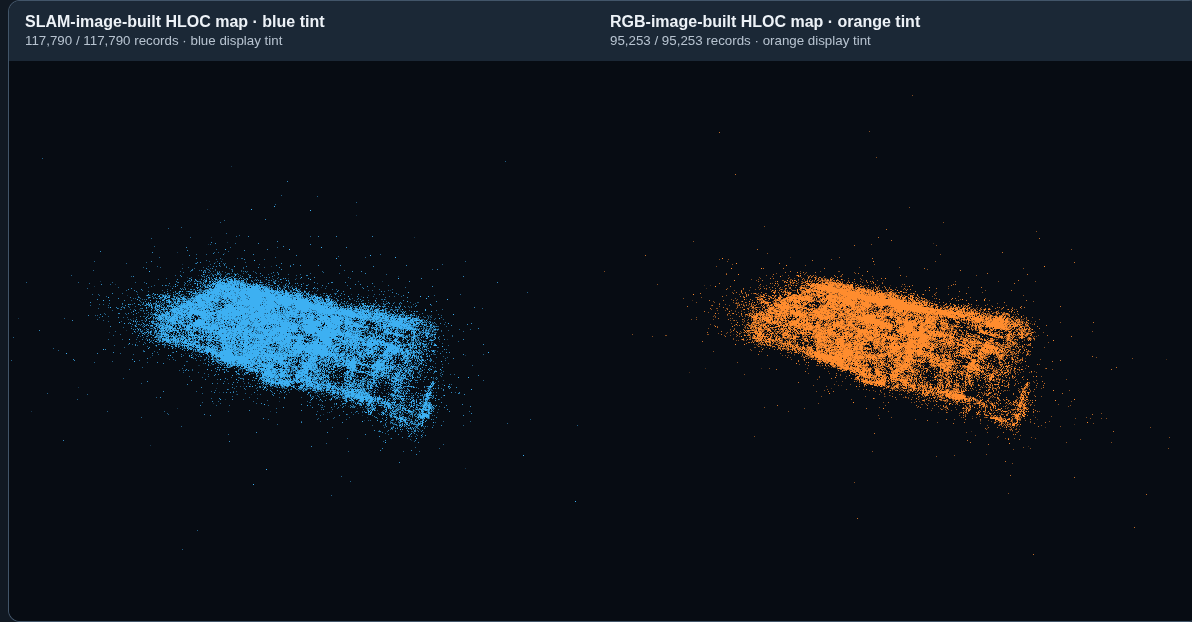 SLAM-image-built HLOC map · blue tint
117,790 / 117,790 records · blue display tint
RGB-image-built HLOC map · orange tint
95,253 / 95,253 records · orange display tint